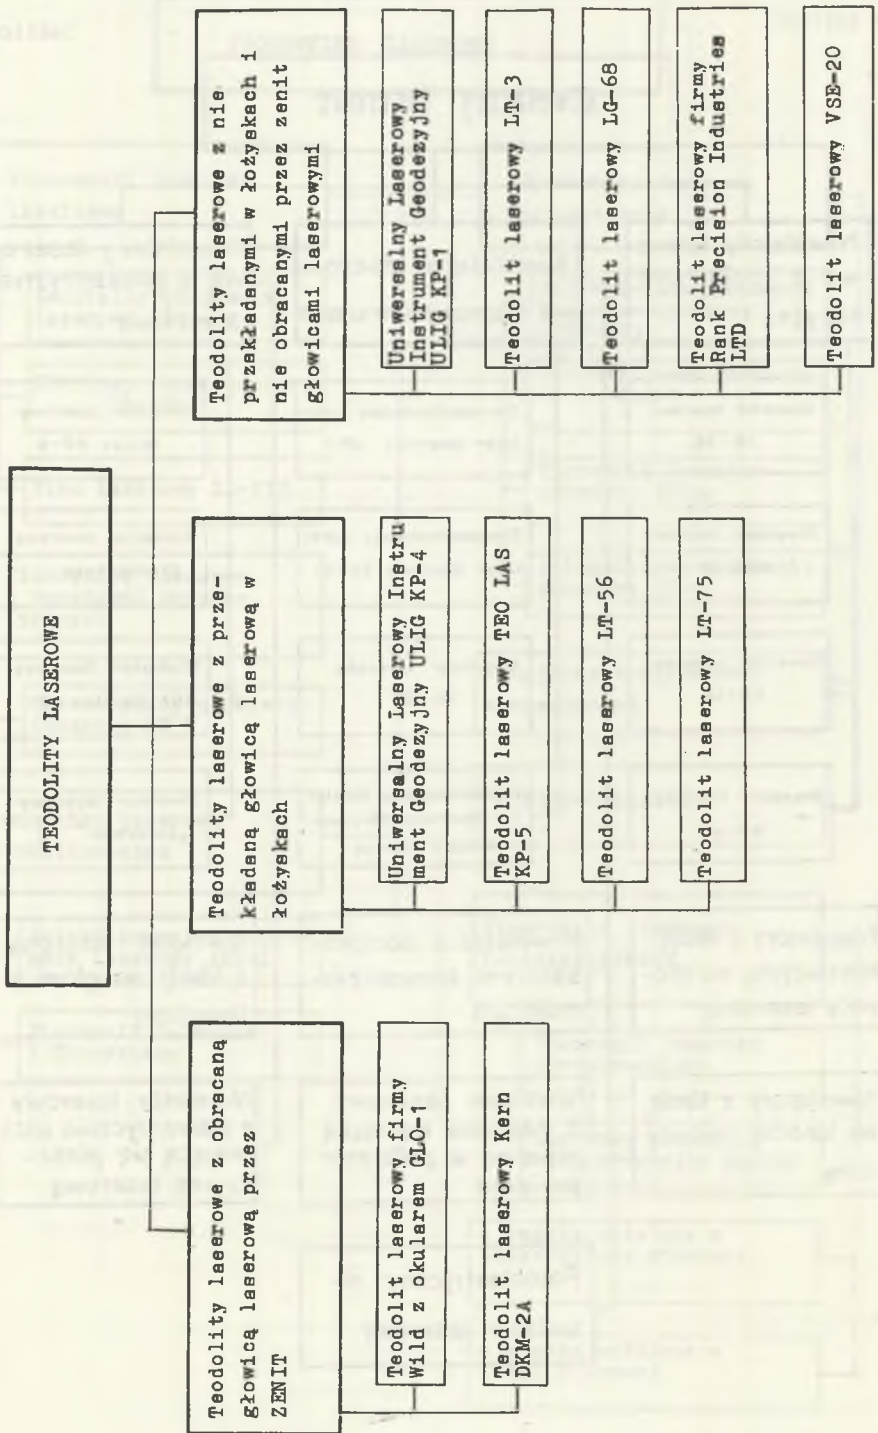 TEODOLITY LASEROWE
Teodolity laserowe z obracaną
głowicą laserową przez
ZENIT
Teodolit laserowy firmy
Wild z okularem GLO-1
Teodolit laserowy Kern
DKM-2A
Teodolity laserowe z prze-
kładaną głowicą laserową w
łożyskach
Uniwersalny Laserowy Instru
ment Geodezyjny ULIG KP-4
Teodolit laserowy TEO LAS
KP-5
Teodolit laserowy LT-56
Teodolit laserowy LT-75
Teodolity laserowe z nie
przekładanymi w łożyskach i
nie obracanymi przez zenit
głowicami laserowymi
Uniwersalny Laserowy
Instrument Geodezyjny
ULIG KP-1
Teodolit laserowy LT-3
Teodolit laserowy LG-68
Teodolit laserowy firmy
Rank Precision Industries
LTD
Teodolit laserowy VSE-20